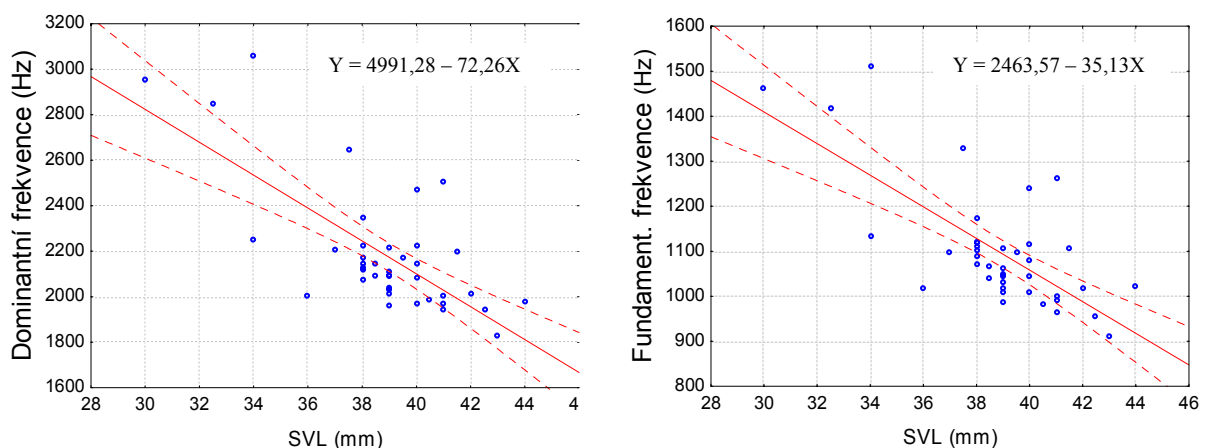 Dominantní frekvence (Hz)
3200
3000
2800
2600
2400
2200
2000
1800
1600
Y = 4991,28 – 72,26X
28 30 32 34 36 38 40 42 44 4
SVL (mm)
Fundament. frekvence (Hz)
1600
1500
1400
1300
1200
1100
1000
900
800
Y = 2463,57 – 35,13X
28 30 32 34 36 38 40 42 44 46
SVL (mm)